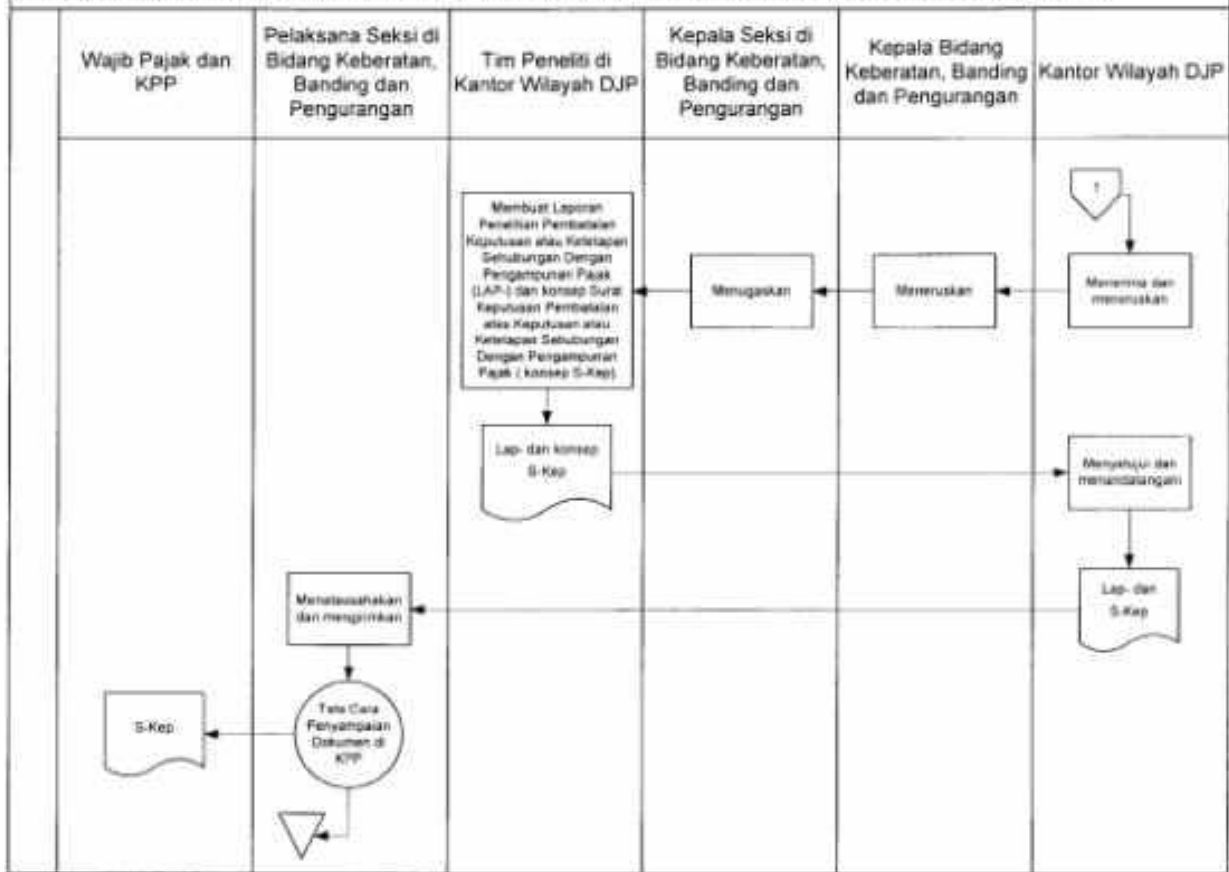 Wajib Pajak dan
KPP
Pelaksana Seksi di
Bidang Keberatan,
Banding dan
Pengurangan
Tim Peneliti di
Kantor Wilayah DJP
Kepala Seksi di
Bidang Keberatan,
Banding dan
Pengurangan
Kepala Bidang
Keberatan, Banding
dan Pengurangan
Kantor Wilayah DJP
1
Menerima dan
meneruskan
Meneruskan
Menugaskan
Membuat Laporan
Penelitian Pembatalan
Keputusan atau Ketetapan
Sehubungan Dengan
Pengampunan Pajak
(LAP-) dan konsep Surat
Keputusan Pembatalan
atas Keputusan atau
Ketetapan Sehubungan
Dengan Pengampunan
Pajak ( konsep S-Kep)
Lap- dan konsep
S-Kep
Menyetujui dan
menandatangani
Lap- dan
S-Kep
Menatausahakan
dan mengirimkan
Tata Cara
Penyampaian
Dokumen di
KPP
S-Kep